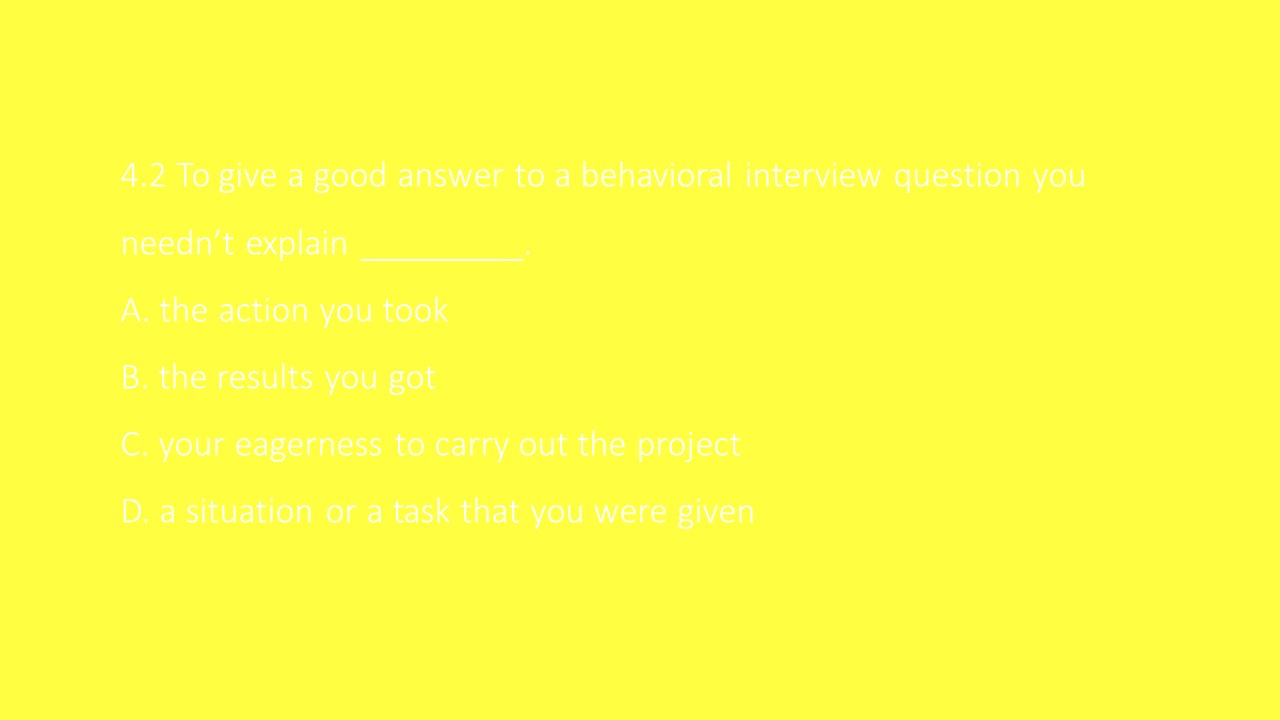 4.2 To give a good answer to a behavioral interview question you
needn’t explain __________.
A. the action you took
B. the results you got
C. your eagerness to carry out the project
D. a situation or a task that you were given